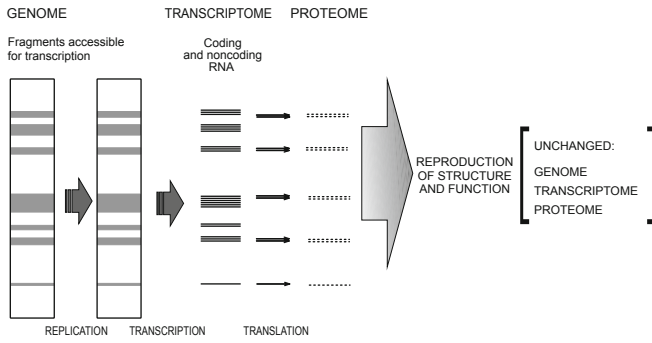 GENOME
TRANSCRIPTOME
PROTEOME
Fragments accessible
for transcription
Coding
and noncoding
RNA
REPRODUCTION
OF STRUCTURE
AND FUNCTION
UNCHANGED:
GENOME
TRANSCRIPTOME
PROTEOME
REPLICATION
TRANSCRIPTION
TRANSLATION